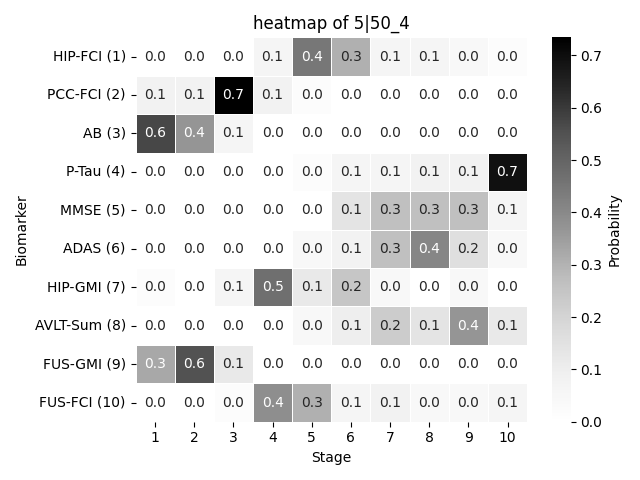 heatmap of 5|50_4
HIP-FCI (1) 0.0 0.0 0.0 0.1 0.4 0.3 0.1 0.1 0.0 0.0
PCC-FCI (2) 0.1 0.1 0.7 0.1 0.0 0.0 0.0 0.0 0.0 0.0
AB (3) 0.6 0.4 0.1 0.0 0.0 0.0 0.0 0.0 0.0 0.0
P-Tau (4) 0.0 0.0 0.0 0.0 0.0 0.1 0.1 0.1 0.1 0.7
MMSE (5) 0.0 0.0 0.0 0.0 0.0 0.1 0.3 0.3 0.3 0.1
ADAS (6) 0.0 0.0 0.0 0.0 0.0 0.1 0.3 0.4 0.2 0.0
HIP-GMI (7) 0.0 0.0 0.1 0.5 0.1 0.2 0.0 0.0 0.0 0.0
AVLT-Sum (8) 0.0 0.0 0.0 0.0 0.0 0.1 0.2 0.1 0.4 0.1
FUS-GMI (9) 0.3 0.6 0.1 0.0 0.0 0.0 0.0 0.0 0.0 0.0
FUS-FCI (10) 0.0 0.0 0.0 0.4 0.3 0.1 0.1 0.0 0.0 0.1
1 2 3 4 5 6 7 8 9 10
Stage
Biomarker
0.7
0.6
0.5
0.4
0.3
0.2
0.1
0.0
Probability